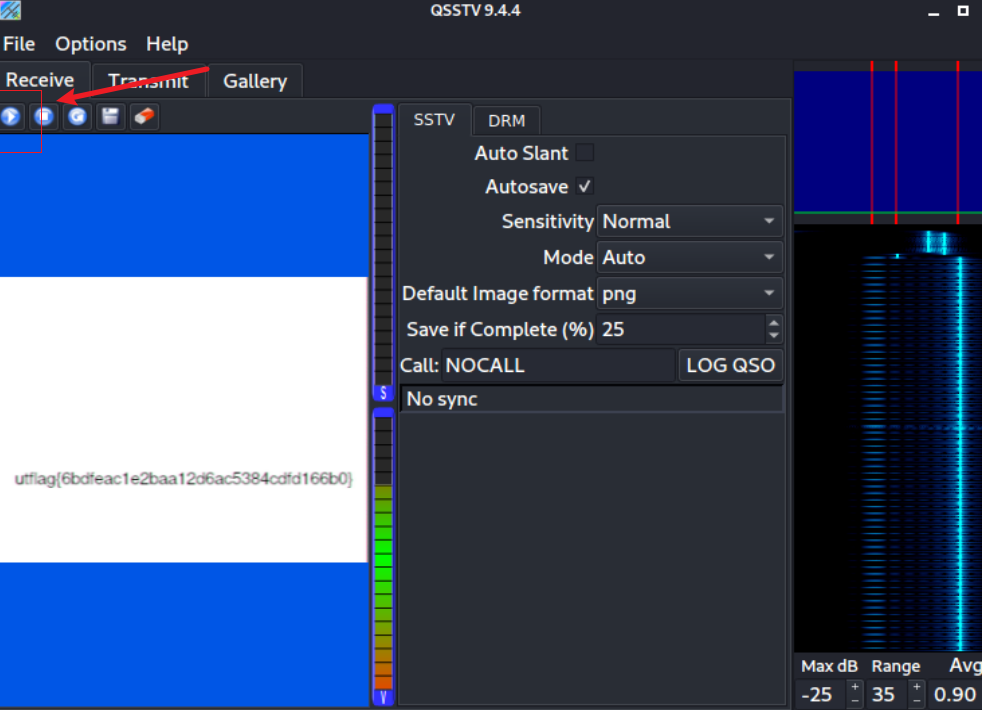 QSSTV 9.4.4
File Options Help
Receive Transmit Gallery
SSTV DRM
Auto Slant
Autosave
Sensitivity Normal
Mode Auto
Default Image format png
Save if Complete (%) 25
Call: NOCALL LOG QSO
No sync
S
utflag{6bdfeac1e2baa12d6ac5384cdfd166b0}
V
Max dB Range Avg
-25 35 0.90